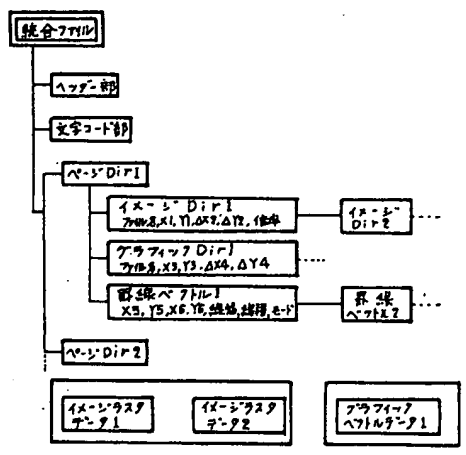 統合ファイル
ヘッダー部
文字コード部
ページDir1
イメージDir1
ファイル名,X1,Y1,ΔX2,ΔY2,倍率
イメージ
Dir2
グラフィックDir1
ファイル名,X3,Y3,ΔX4,ΔY4
罫線ベクトル1
X5,Y5,X6,Y6,線種,線幅,モード
罫線
ベクトル2
ページDir2
イメージラスタ
データ1
イメージラスタ
データ2
グラフィック
ベクトルデータ1